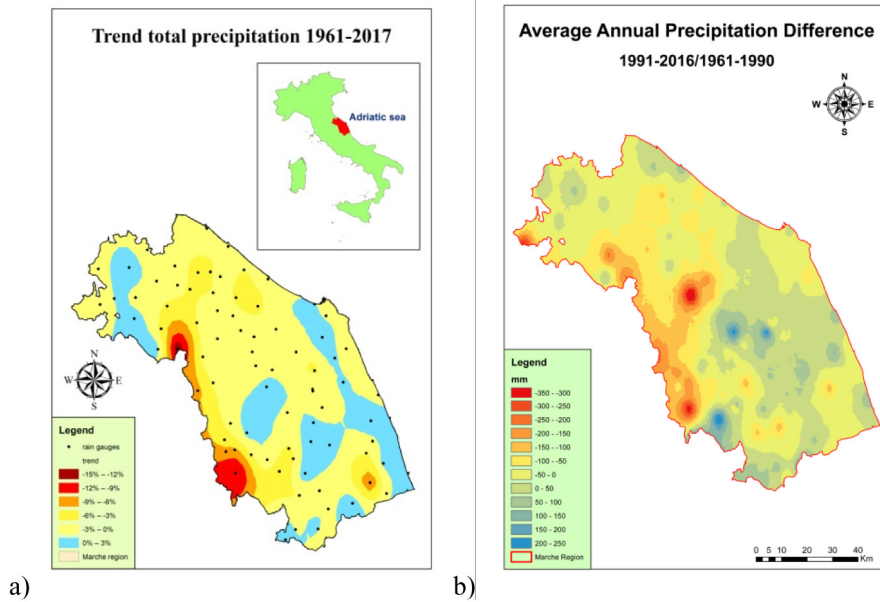 Trend total precipitation 1961-2017
Adriatic sea
N
W E
S
Legend
rain gauges
trend
-15% – -12%
-12% – -9%
-9% – -6%
-6% – -3%
-3% – 0%
0% – 3%
Marche region
a)
Average Annual Precipitation Difference
1991-2016/1961-1990
N
W E
S
Legend
mm
-350 - -300
-300 - -250
-250 - -200
-200 - -150
-150 - -100
-100 - -50
-50 - 0
0 - 50
50 - 100
100 - 150
150 - 200
200 - 250
Marche Region
0 5 10 20 30 40
Km
b)